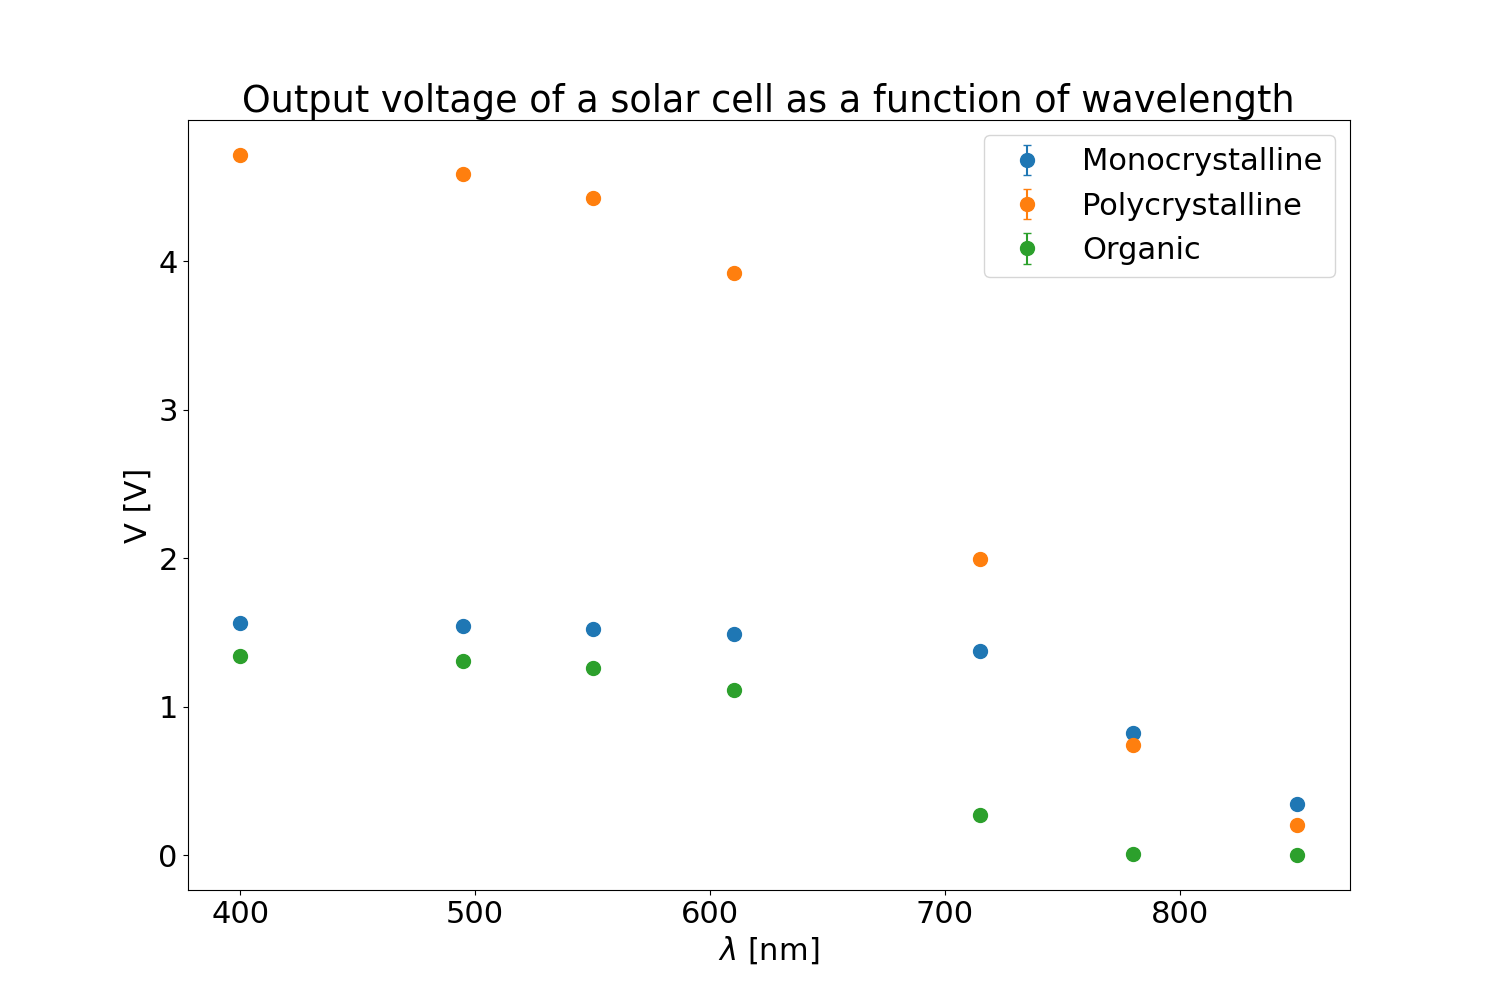 Output voltage of a solar cell as a function of wavelength
Monocrystalline
Polycrystalline
Organic
4
3
2
1
0
V [V]
400 500 600 700 800
λ [nm]